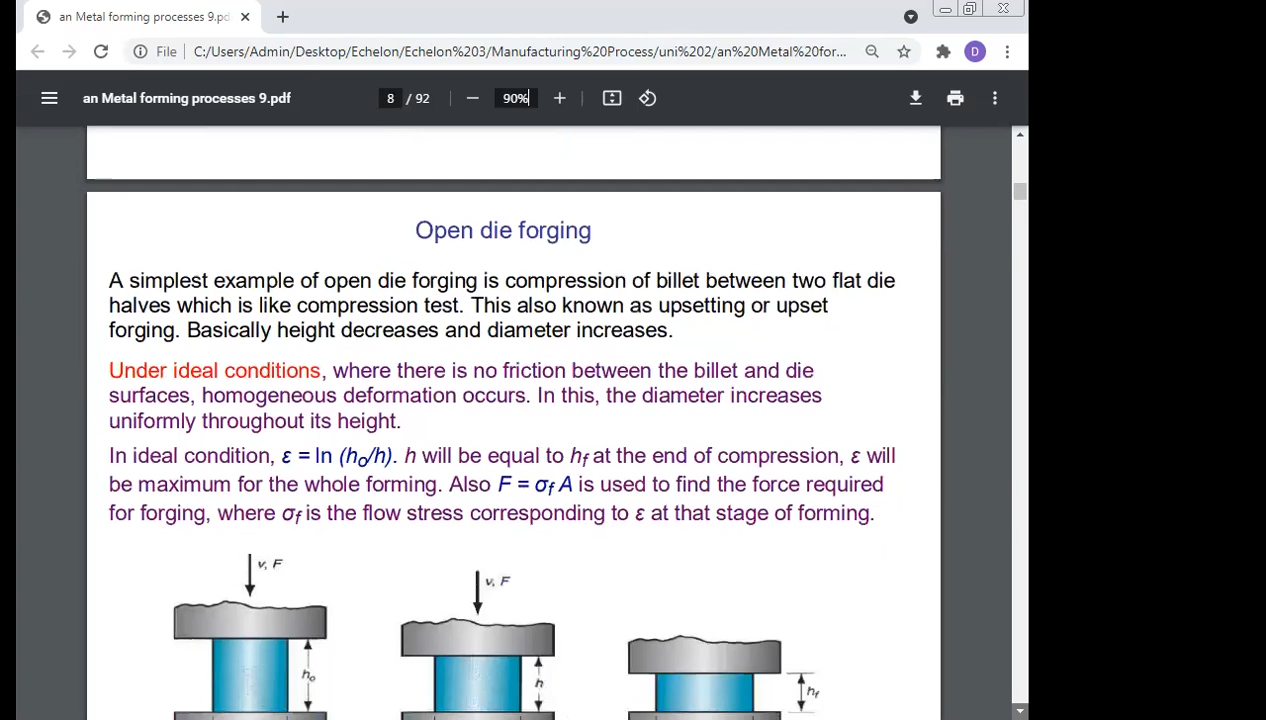 an Metal forming processes 9.pd
File C:/Users/Admin/Desktop/Echelon/Echelon%203/Manufacturing%20Process/uni%202/an%20Metal%20for... D
an Metal forming processes 9.pdf 8 / 92 90%
Open die forging
A simplest example of open die forging is compression of billet between two flat die
halves which is like compression test. This also known as upsetting or upset
forging. Basically height decreases and diameter increases.
Under ideal conditions, where there is no friction between the billet and die
surfaces, homogeneous deformation occurs. In this, the diameter increases
uniformly throughout its height.
In ideal condition, ε = ln (ho/h). h will be equal to hf at the end of compression, ε will
be maximum for the whole forming. Also F = σf A is used to find the force required
for forging, where σf is the flow stress corresponding to ε at that stage of forming.
v, F
v, F
ho
h
hf